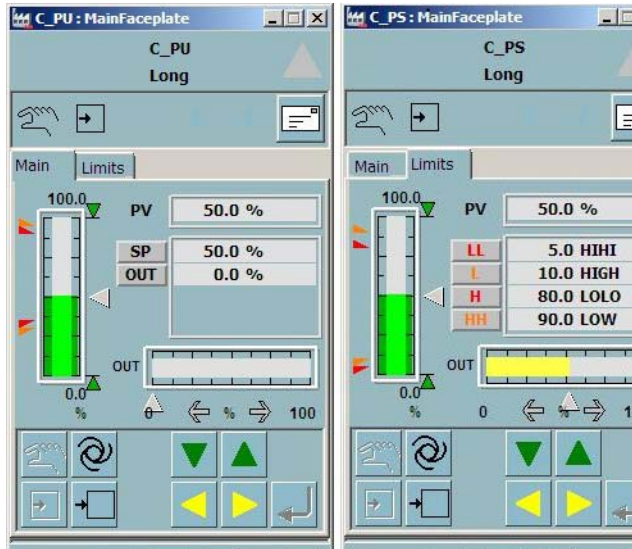 C_PU : MainFaceplate
C_PU
Long
Main Limits
100.0
PV 50.0 %
SP 50.0 %
OUT 0.0 %
OUT
0.0
% 0 % 100
C_PS : MainFaceplate
C_PS
Long
Main Limits
100.0
PV 50.0 %
LL 5.0 HIHI
L 10.0 HIGH
H 80.0 LOLO
HH 90.0 LOW
OUT
0.0
% 0 % 1